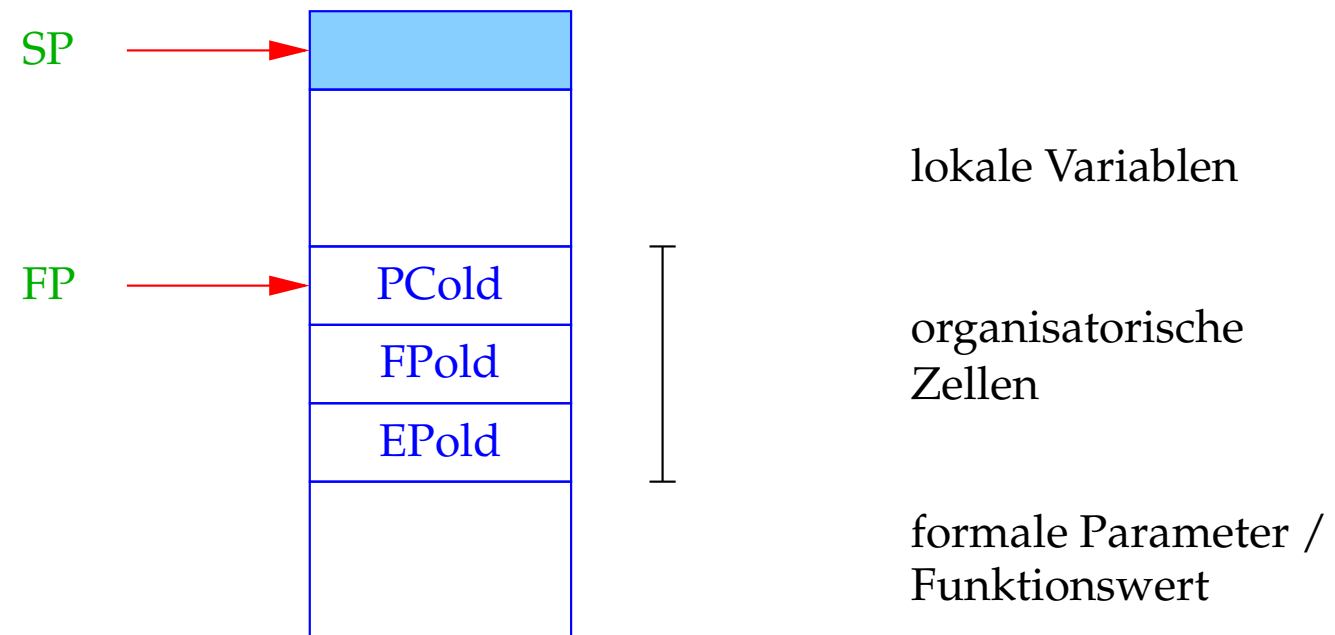 SP
lokale Variablen
FP
PCold
organisatorische
Zellen
FPold
EPold
formale Parameter /
Funktionswert